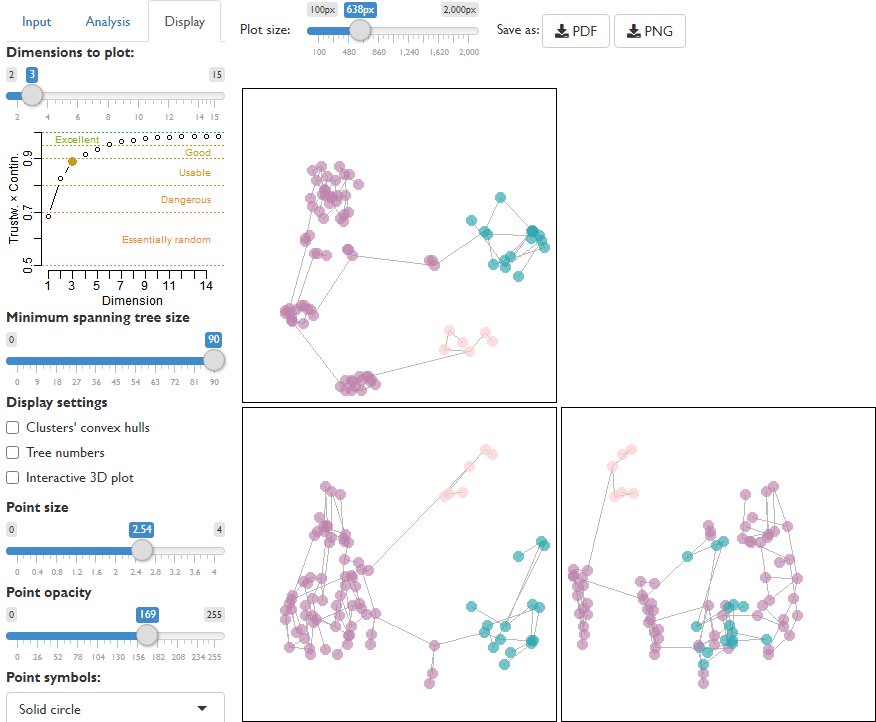 Input Analysis Display
Plot size: 100px 638px 2,000px
100 480 860 1,240 1,620 2,000
Save as: PDF PNG
Dimensions to plot:
2 3 15
2 4 6 8 10 12 14 15
Excellent
Good
Usable
Dangerous
Essentially random
Trustw. × Contin.
0.5 0.7 0.9
1 3 5 7 9 11 14
Dimension
Minimum spanning tree size
0 90
0 9 18 27 36 45 54 63 72 81 90
Display settings
Clusters' convex hulls
Tree numbers
Interactive 3D plot
Point size
0 2.54 4
0 0.4 0.8 1.2 1.6 2 2.4 2.8 3.2 3.6 4
Point opacity
0 169 255
0 26 52 78 104 130 156 182 208 234 255
Point symbols:
Solid circle